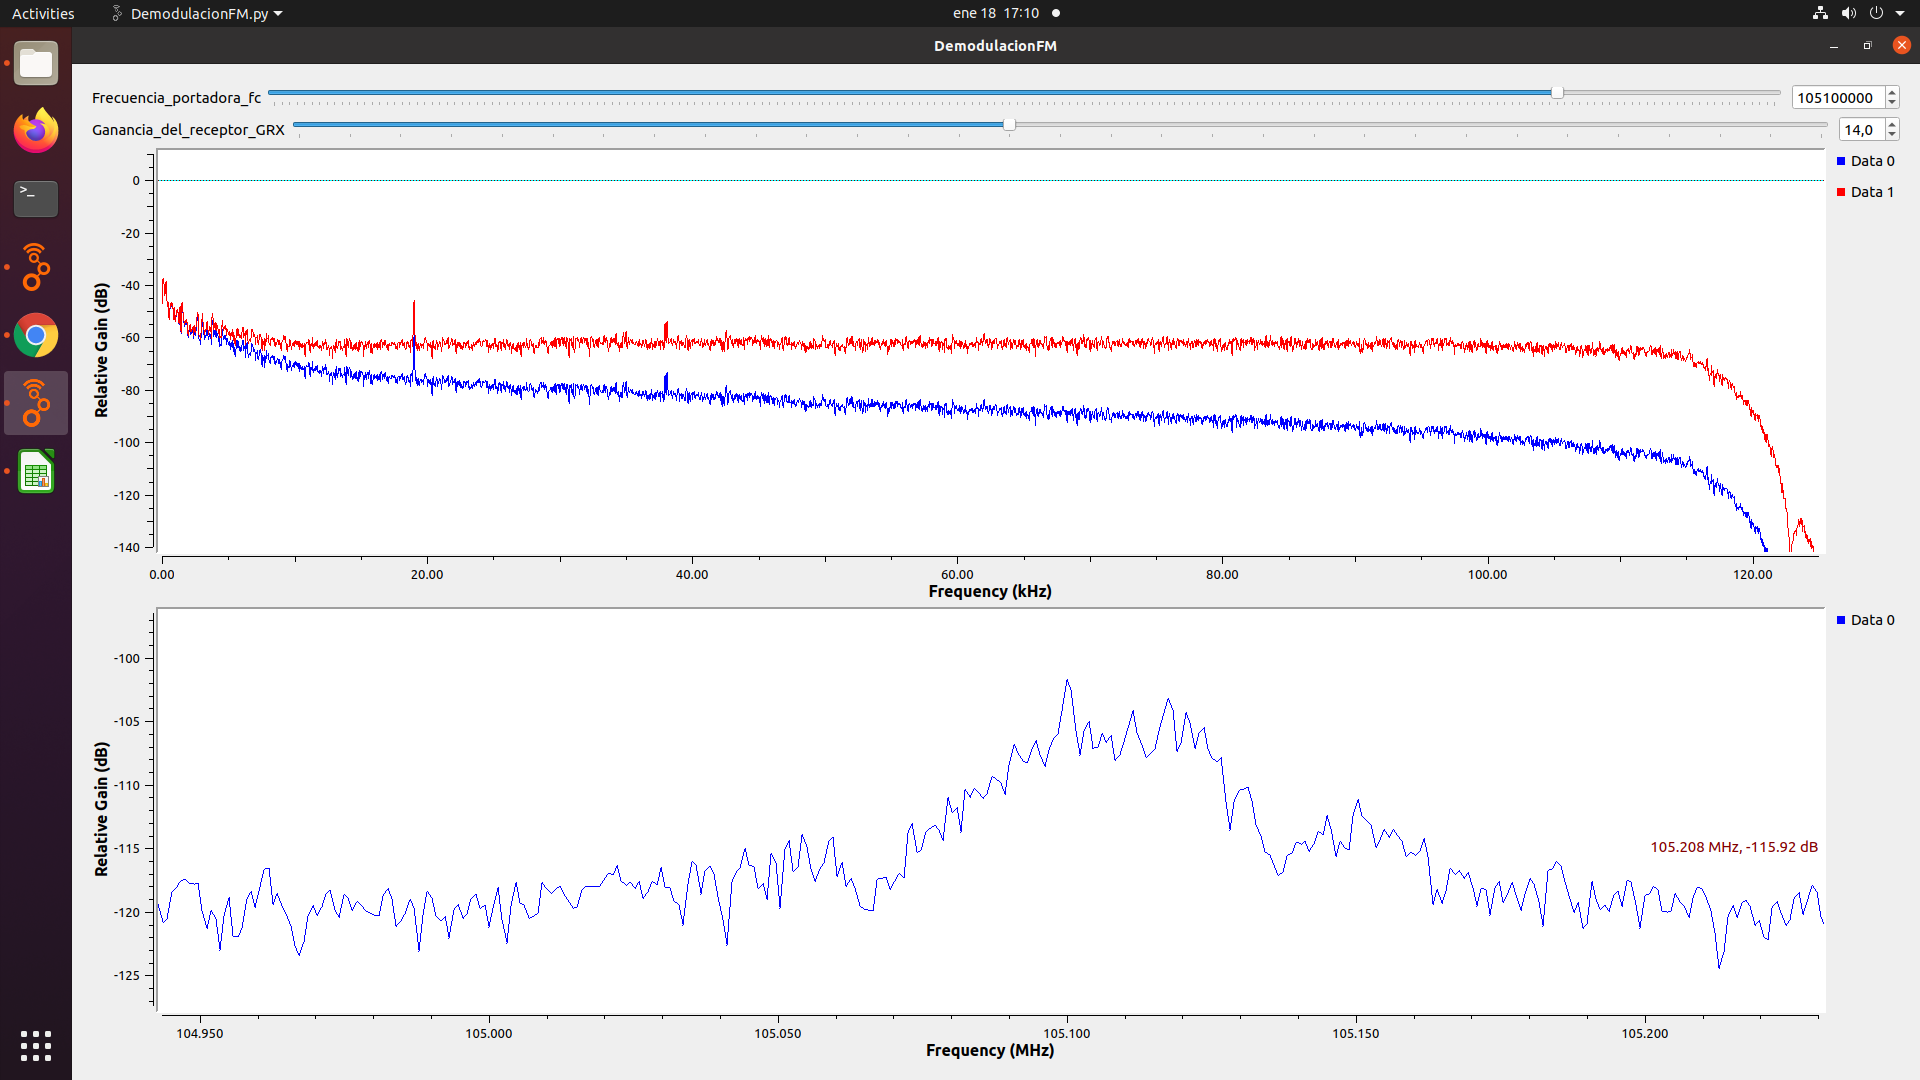 Activities DemodulacionFM.py ene 18 17:10
DemodulacionFM
Frecuencia_portadora_fc 105100000
Ganancia_del_receptor_GRX 14,0
Data 0
Data 1
Relative Gain (dB)
0
-20
-40
-60
-80
-100
-120
-140
0.00 20.00 40.00 60.00 80.00 100.00 120.00
Frequency (kHz)
Data 0
Relative Gain (dB)
-100
-105
-110
-115
-120
-125
105.208 MHz, -115.92 dB
104.950 105.000 105.050 105.100 105.150 105.200
Frequency (MHz)
>_